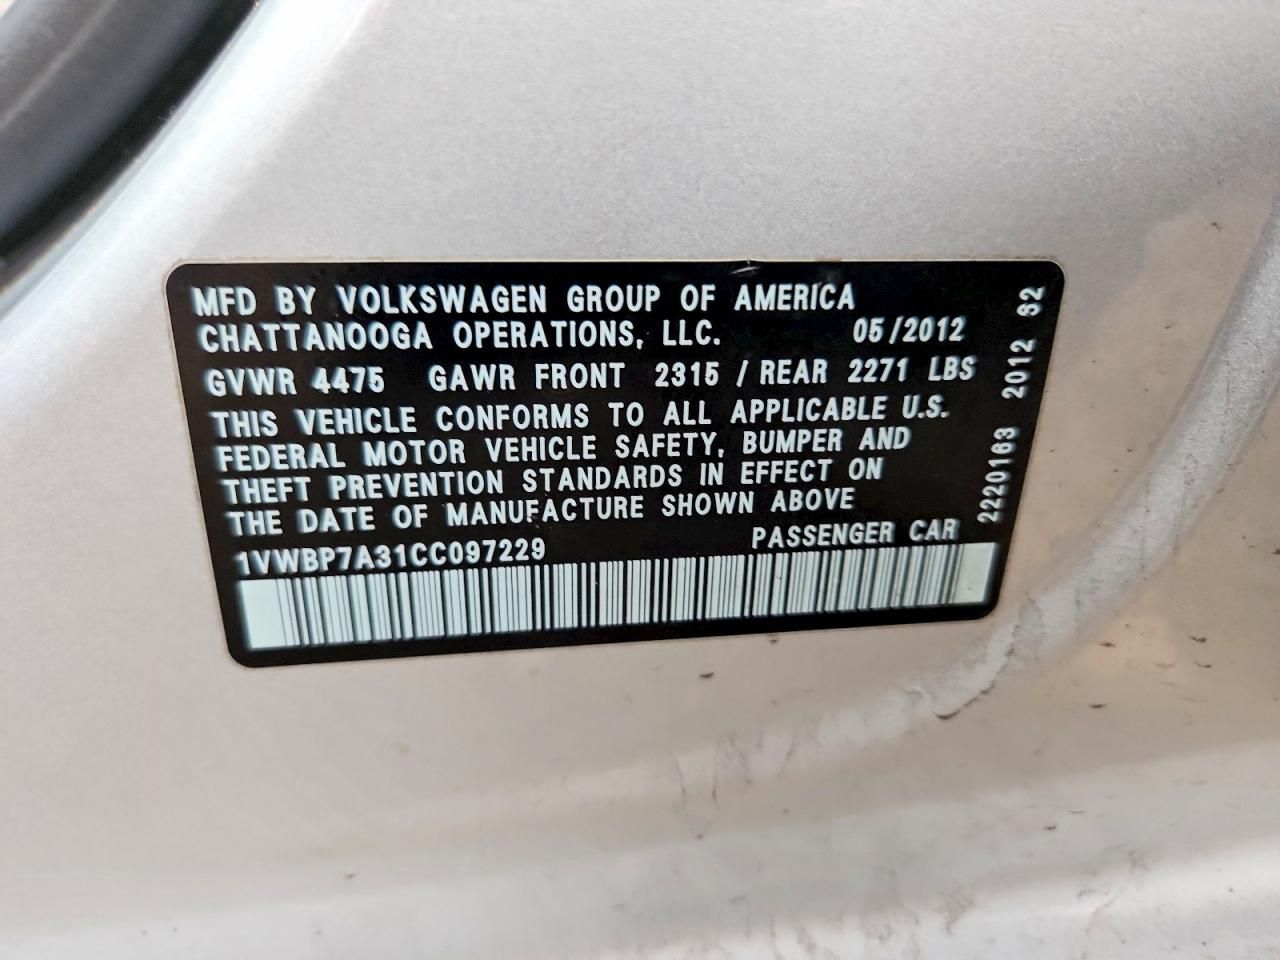 MFD BY VOLKSWAGEN GROUP OF AMERICA
CHATTANOOGA OPERATIONS, LLC. 05/2012
GVWR 4475 GAWR FRONT 2315 / REAR 2271 LBS
THIS VEHICLE CONFORMS TO ALL APPLICABLE U.S.
FEDERAL MOTOR VEHICLE SAFETY, BUMPER AND
THEFT PREVENTION STANDARDS IN EFFECT ON
THE DATE OF MANUFACTURE SHOWN ABOVE
1VWBP7A31CC097229 PASSENGER CAR
2220163 2012 S2